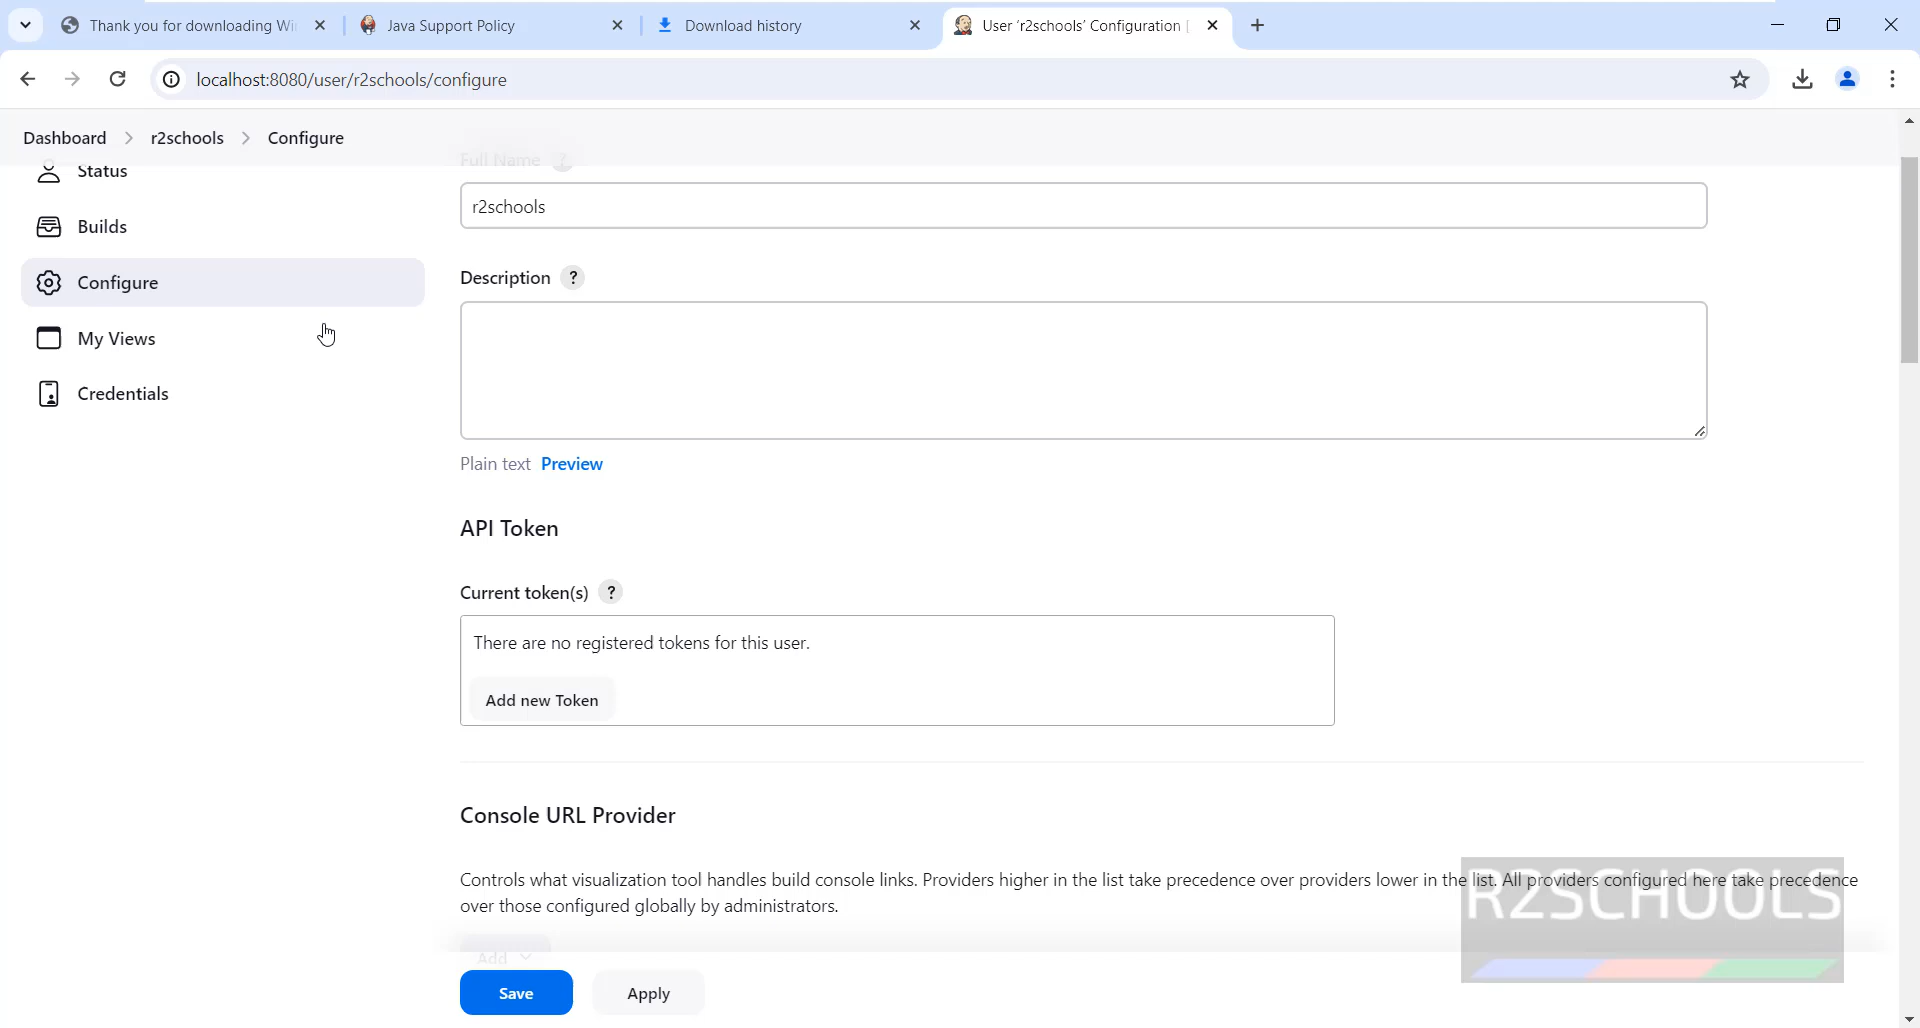 Thank you for downloading Wi
Java Support Policy
Download history
User ‘r2schools’ Configuration [
localhost:8080/user/r2schools/configure
Dashboard > r2schools > Configure
Full Name ?
Status
r2schools
Builds
Description ?
Configure
My Views
Credentials
Plain text Preview
API Token
Current token(s) ?
There are no registered tokens for this user.
Add new Token
Console URL Provider
Controls what visualization tool handles build console links. Providers higher in the list take precedence over providers lower in the list. All providers configured here take precedence
over those configured globally by administrators.
R2SCHOOLS
Add
Save Apply